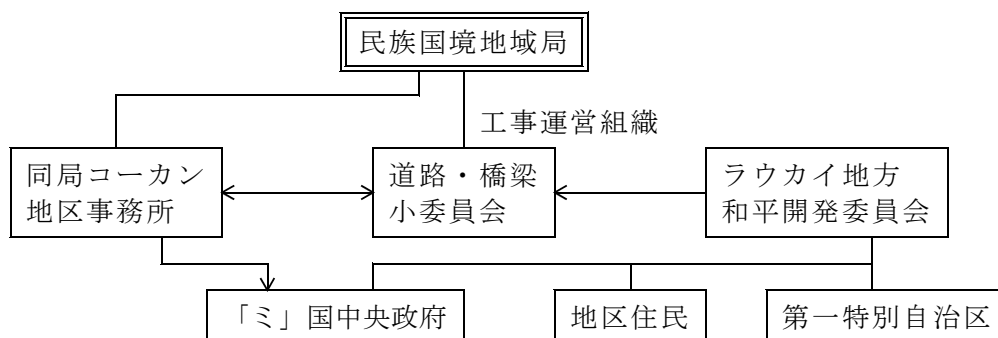 民族国境地域局
工事運営組織
同局コーカン
地区事務所
道路・橋梁
小委員会
ラウカイ地方
和平開発委員会
「ミ」国中央政府
地区住民
第一特別自治区